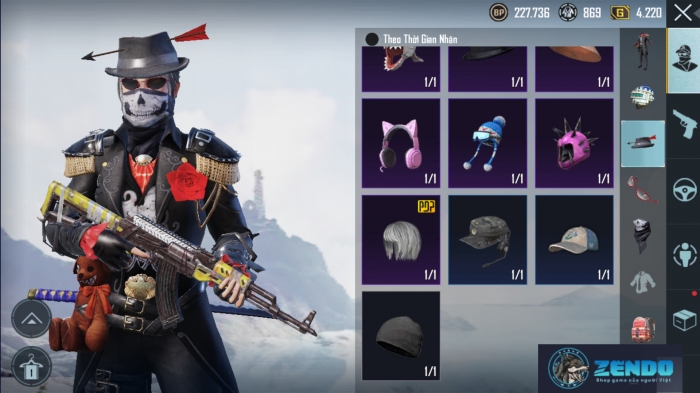 BP 227.736 869 G 4.220
Theo Thời Gian Nhận
1/1 1/1 1/1
1/1 1/1 1/1
PDP
1/1 1/1 1/1
1/1
ZENDO
Shop game của người Việt